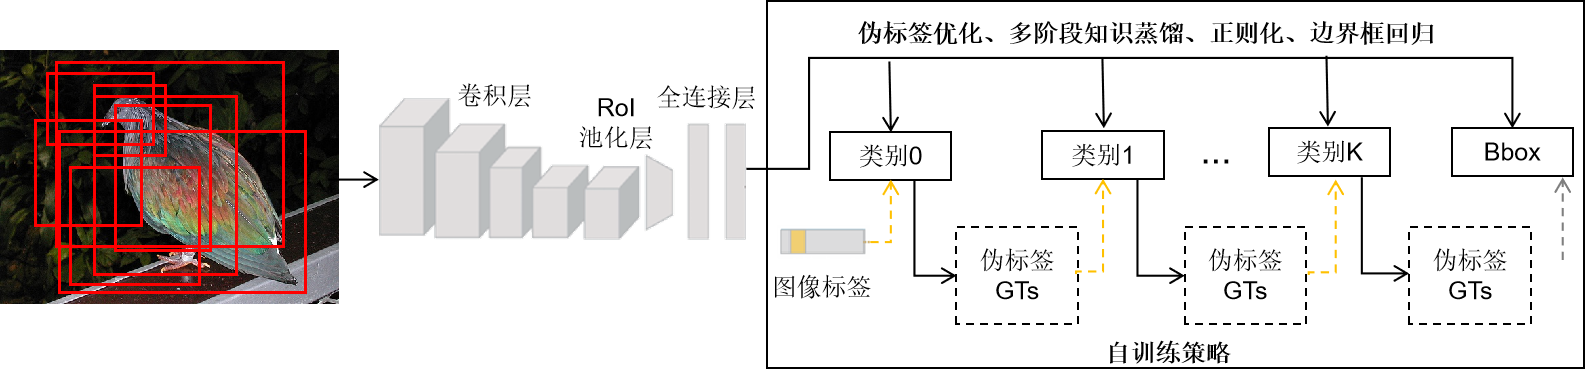 伪标签优化、多阶段知识蒸馏、正则化、边界框回归
卷积层
RoI
池化层
全连接层
类别0
类别1
...
类别K
Bbox
图像标签
伪标签
GTs
伪标签
GTs
伪标签
GTs
自训练策略